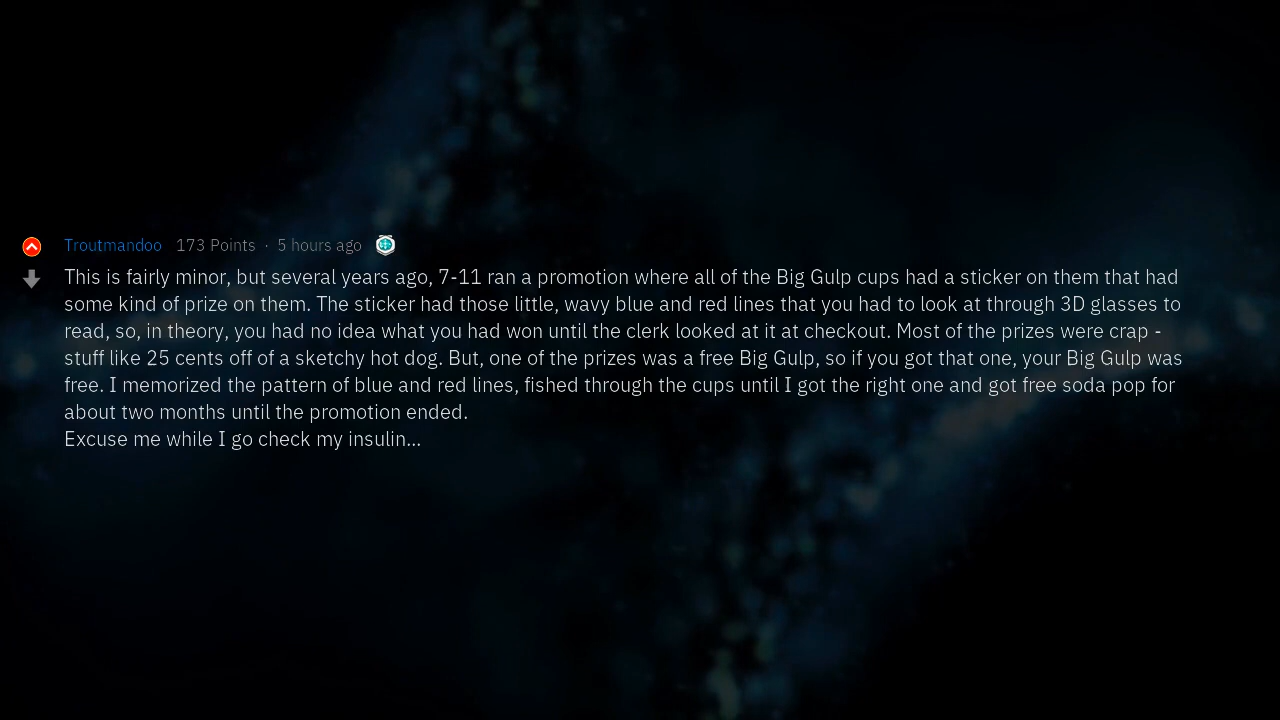 Troutmandoo 173 Points · 5 hours ago
This is fairly minor, but several years ago, 7-11 ran a promotion where all of the Big Gulp cups had a sticker on them that had
some kind of prize on them. The sticker had those little, wavy blue and red lines that you had to look at through 3D glasses to
read, so, in theory, you had no idea what you had won until the clerk looked at it at checkout. Most of the prizes were crap -
stuff like 25 cents off of a sketchy hot dog. But, one of the prizes was a free Big Gulp, so if you got that one, your Big Gulp was
free. I memorized the pattern of blue and red lines, fished through the cups until I got the right one and got free soda pop for
about two months until the promotion ended.
Excuse me while I go check my insulin...